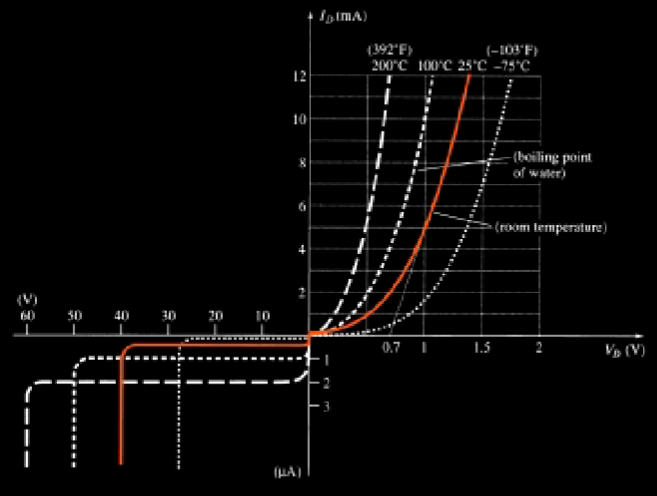 I_D (mA)
(392°F) (–103°F)
200°C 100°C 25°C –75°C
12
10
8
(boiling point
of water)
6
(room temperature)
4
2
(V)
60 50 40 30 20 10
0.7 1 1.5 2 V_D (V)
1
2
3
(μA)